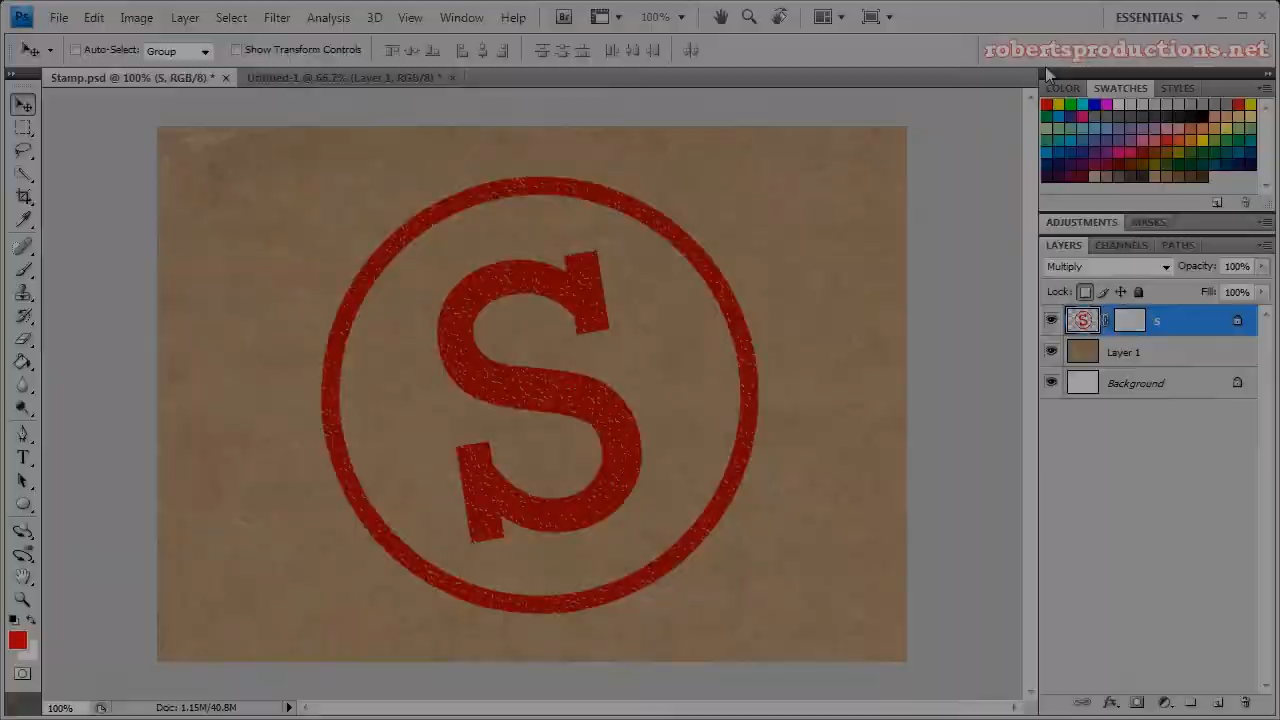 Ps File Edit Image Layer Select Filter Analysis 3D View Window Help Br 100% ESSENTIALS
Auto-Select: Group Show Transform Controls
robertsproductions.net
Stamp.psd @ 100% (S, RGB/8) * × Untitled-1 @ 66.7% (Layer 1, RGB/8) * ×
COLOR SWATCHES STYLES
ADJUSTMENTS MASKS
LAYERS CHANNELS PATHS
Multiply Opacity: 100%
Lock: Fill: 100%
S
Layer 1
Background
S
T
100% Doc: 1.15M/40.8M